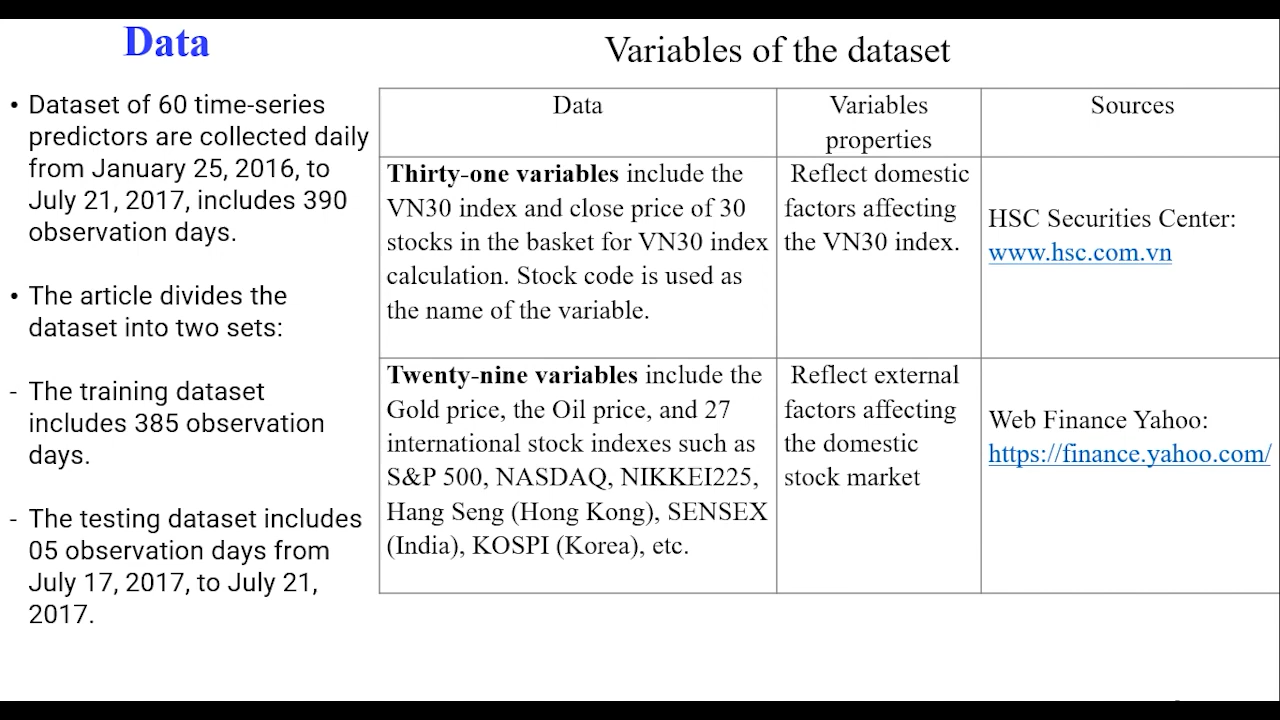 Data
• Dataset of 60 time-series
predictors are collected daily
from January 25, 2016, to
July 21, 2017, includes 390
observation days.
• The article divides the
dataset into two sets:
- The training dataset
includes 385 observation
days.
- The testing dataset includes
05 observation days from
July 17, 2017, to July 21,
2017.
Variables of the dataset
Data
Variables
properties
Sources
Thirty-one variables include the
VN30 index and close price of 30
stocks in the basket for VN30 index
calculation. Stock code is used as
the name of the variable.
Reflect domestic
factors affecting
the VN30 index.
HSC Securities Center:
www.hsc.com.vn
Twenty-nine variables include the
Gold price, the Oil price, and 27
international stock indexes such as
S&P 500, NASDAQ, NIKKEI225,
Hang Seng (Hong Kong), SENSEX
(India), KOSPI (Korea), etc.
Reflect external
factors affecting
the domestic
stock market
Web Finance Yahoo:
https://finance.yahoo.com/